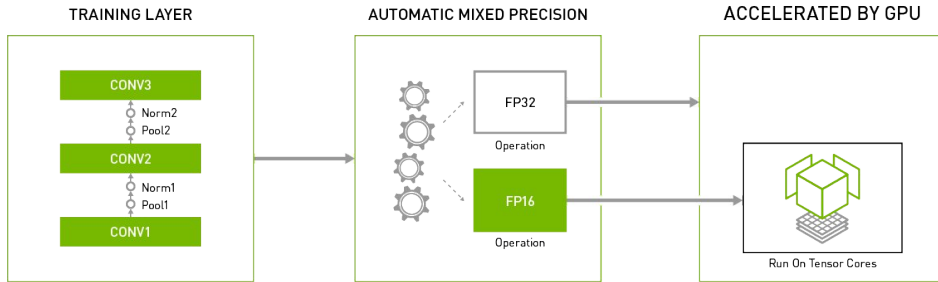 TRAINING LAYER
AUTOMATIC MIXED PRECISION
ACCELERATED BY GPU
CONV3
Norm2
Pool2
CONV2
Norm1
Pool1
CONV1
FP32
Operation
FP16
Operation
Run On Tensor Cores